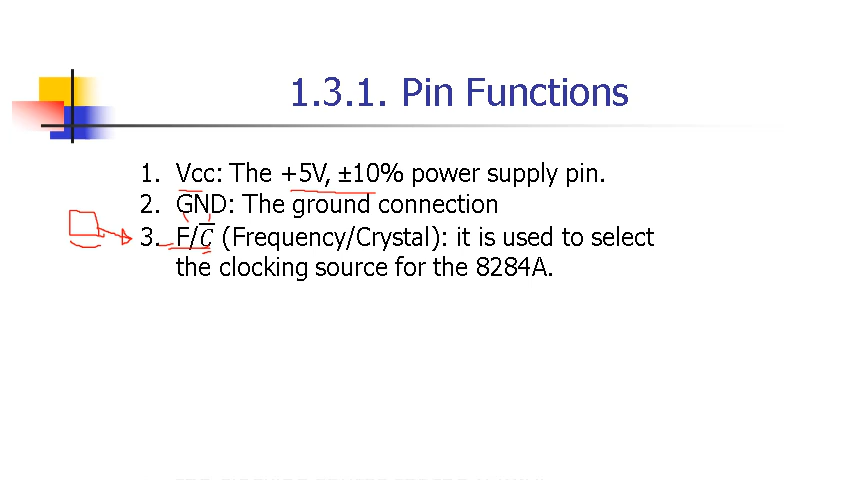 1.3.1. Pin Functions
1. Vcc: The +5V, ±10% power supply pin.
2. GND: The ground connection
3. F/C̅ (Frequency/Crystal): it is used to select
the clocking source for the 8284A.